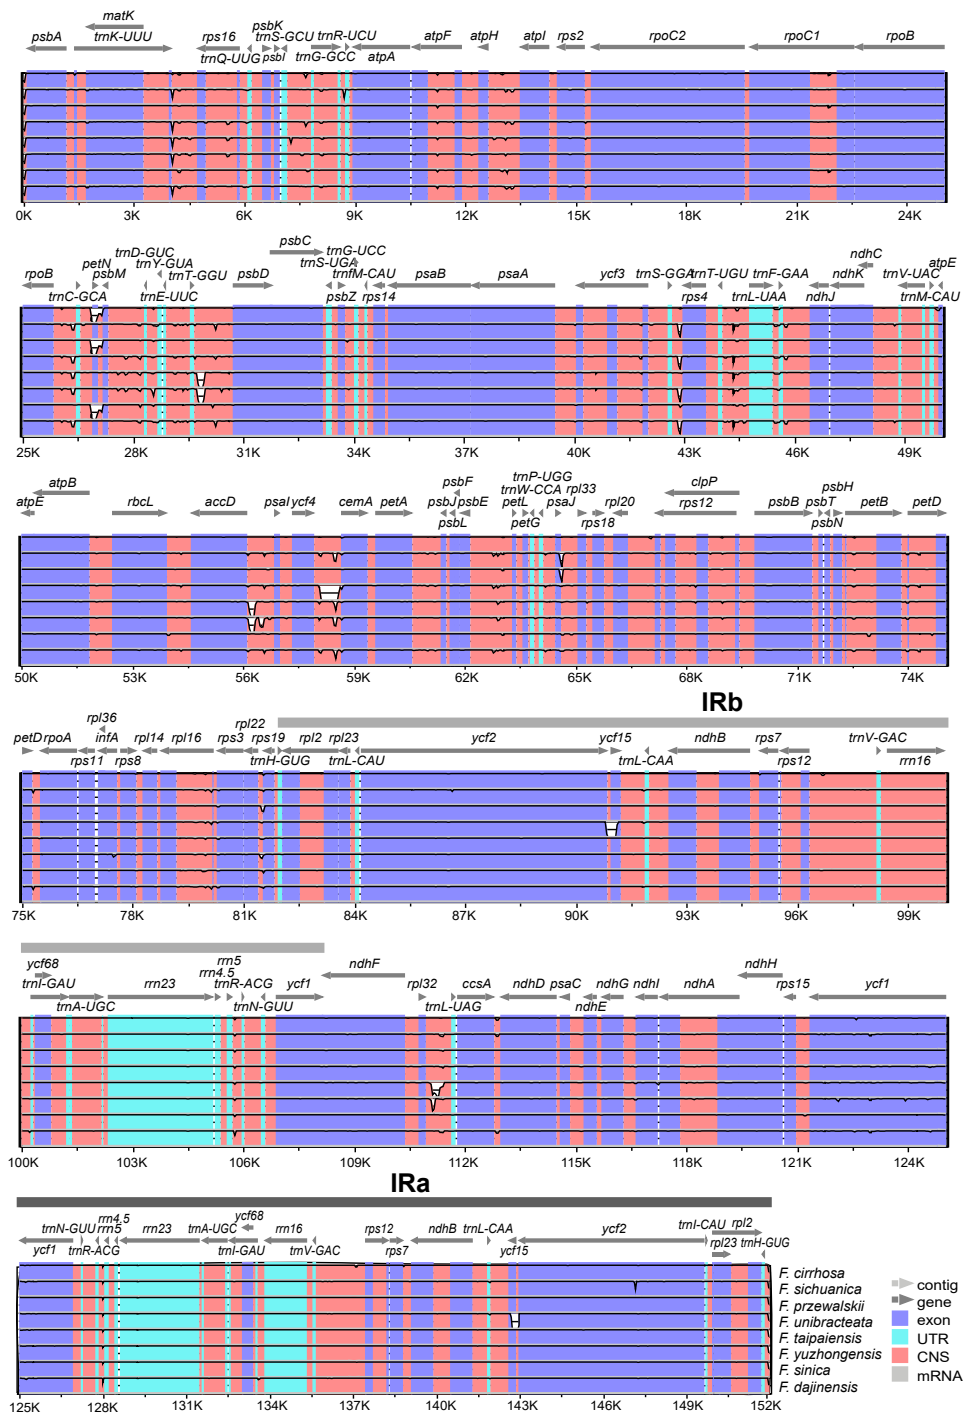 matK psbK trnR-UCU
psbA trnK-UUU rps16 trnS-GCU atpF atpH atpI rps2 rpoC2 rpoC1 rpoB
trnQ-UUG psbI trnG-GCC atpA
0K 3K 6K 9K 12K 15K 18K 21K 24K
psbC trnG-UCC
trnD-GUC ndhC
petN trnY-GUA trnS-UGA atpE
rpoB psbM trnT-GGU psbD trnfM-CAU psaB psaA ycf3 trnS-GGA trnT-UGU trnF-GAA ndhK trnV-UAC
trnC-GCA trnE-UUC psbZ rps14 rps4 trnL-UAA ndhJ trnM-CAU
25K 28K 31K 34K 37K 40K 43K 46K 49K
atpB psbF trnP-UGG clpP psbH
petL trnW-CCA rpl33
atpE rbcL accD psaI ycf4 cemA petA psbJ psbE psaJ rpl20 rps12 psbB psbT petB petD
psbL petG rps18 psbN
50K 53K 56K 59K 62K 65K 68K 71K 74K
IRb
rpl36 rpl22
petD rpoA infA rpl14 rpl16 rps3 rps19 rpl2 rpl23 ycf2 ycf15 ndhB rps7 trnV-GAC
rps11 rps8 trnH-GUG trnL-CAU trnL-CAA rps12 rrn16
75K 78K 81K 84K 87K 90K 93K 96K 99K
ycf68 rrn5 ndhF ndhH
trnI-GAU rrn23 rrn4.5 trnR-ACG ycf1 rpl32 ccsA ndhD psaC ndhG ndhI ndhA rps15 ycf1
trnA-UGC trnN-GUU trnL-UAG ndhE
100K 103K 106K 109K 112K 115K 118K 121K 124K
IRa
rrn4.5 ycf68 trnI-CAU
trnN-GUU rrn5 rrn23 trnA-UGC rrn16 rps12 ndhB trnL-CAA ycf2 rpl2
ycf1 trnR-ACG trnI-GAU trnV-GAC rps7 ycf15 rpl23 trnH-GUG
F. cirrhosa
F. sichuanica
F. przewalskii
F. unibracteata
F. taipaiensis
F. yuzhongensis
F. sinica
F. dajinensis
contig
gene
exon
UTR
CNS
mRNA
125K 128K 131K 134K 137K 140K 143K 146K 149K 152K